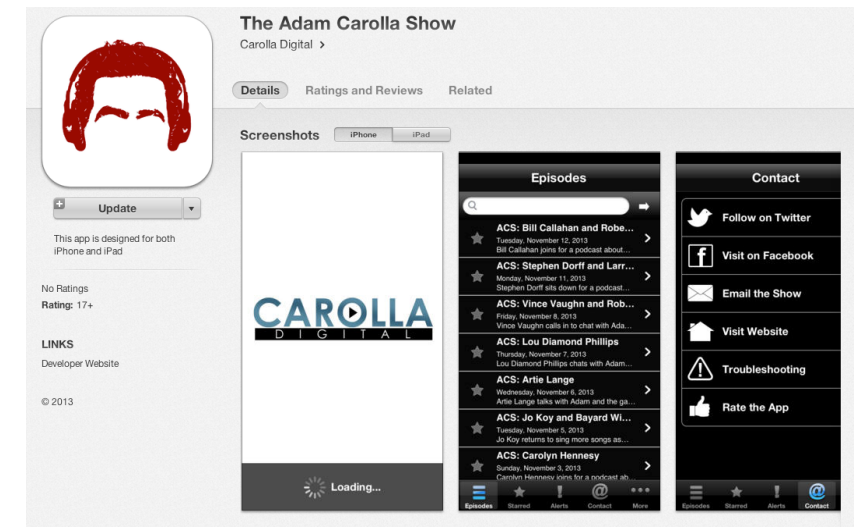 The Adam Carolla Show
Carolla Digital >
Details Ratings and Reviews Related
Screenshots iPhone iPad
Update
This app is designed for both
iPhone and iPad
No Ratings
Rating: 17+
LINKS
Developer Website
© 2013
CAROLLA
DIGITAL
Loading...
Episodes
ACS: Bill Callahan and Robe...
Tuesday, November 12, 2013
Bill Callahan joins for a podcast about...
ACS: Stephen Dorff and Larr...
Monday, November 11, 2013
Stephen Dorff sits down for a podcast...
ACS: Vince Vaughn and Rob...
Friday, November 8, 2013
Vince Vaughn calls in to chat with Ada...
ACS: Lou Diamond Phillips
Thursday, November 7, 2013
Lou Diamond Phillips chats with Adam...
ACS: Artie Lange
Wednesday, November 6, 2013
Artie Lange talks with Adam and the ga...
ACS: Jo Koy and Bayard Wi...
Tuesday, November 5, 2013
Jo Koy returns to sing more songs as...
ACS: Carolyn Hennesy
Sunday, November 3, 2013
Carolyn Hennesy joins for a podcast ab...
Episodes Starred Alerts Contact More
Contact
Follow on Twitter
Visit on Facebook
Email the Show
Visit Website
Troubleshooting
Rate the App
Episodes Starred Alerts Contact